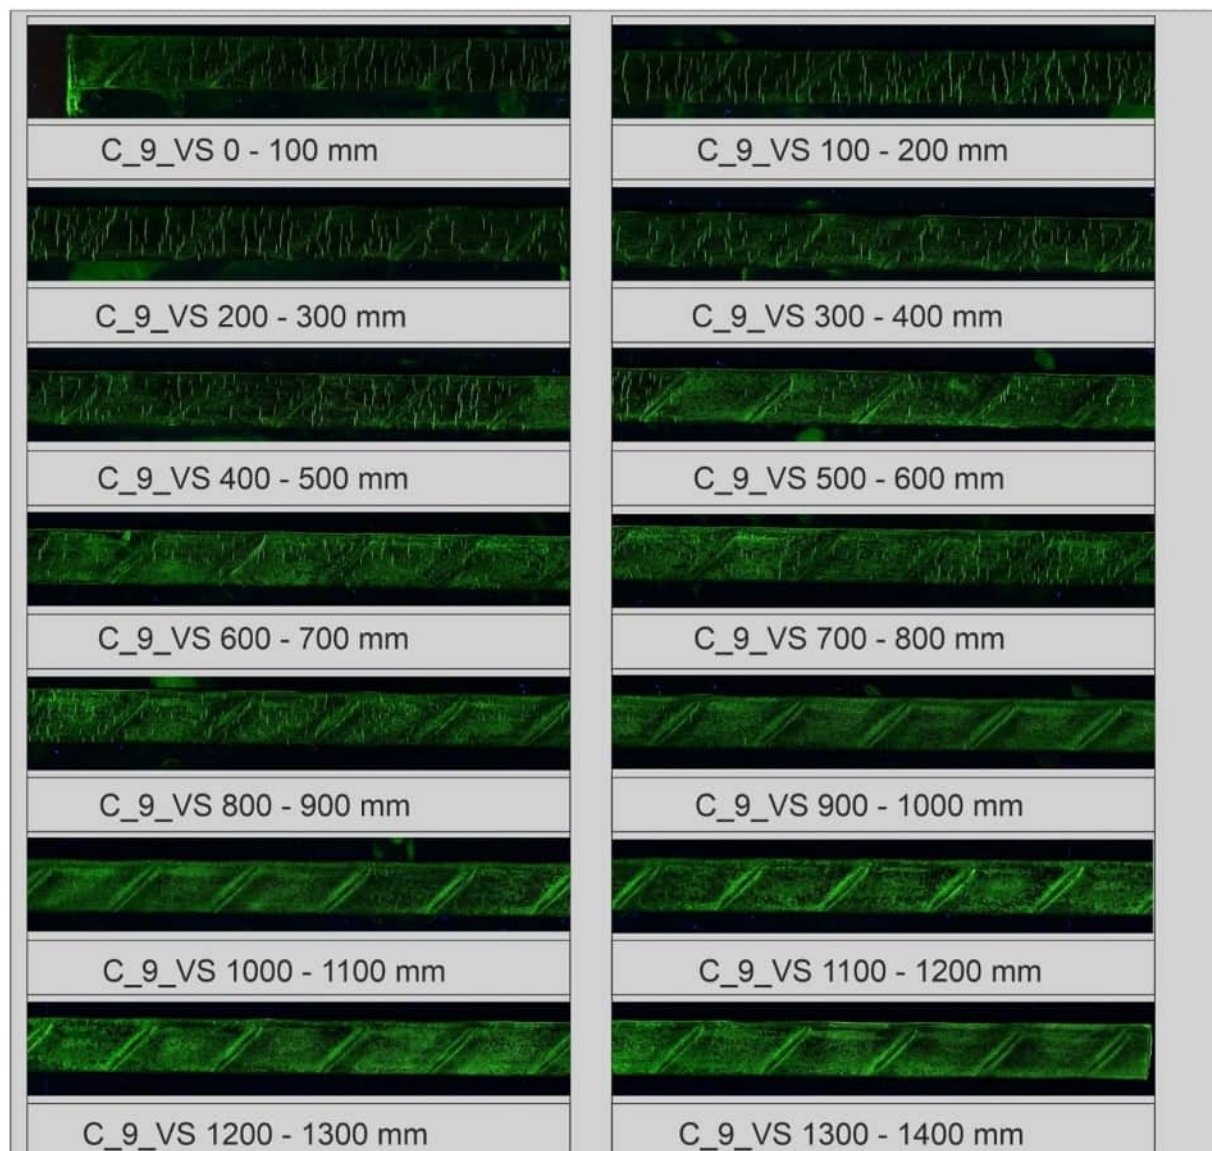 C_9_VS 0 - 100 mm
C_9_VS 100 - 200 mm
C_9_VS 200 - 300 mm
C_9_VS 300 - 400 mm
C_9_VS 400 - 500 mm
C_9_VS 500 - 600 mm
C_9_VS 600 - 700 mm
C_9_VS 700 - 800 mm
C_9_VS 800 - 900 mm
C_9_VS 900 - 1000 mm
C_9_VS 1000 - 1100 mm
C_9_VS 1100 - 1200 mm
C_9_VS 1200 - 1300 mm
C_9_VS 1300 - 1400 mm